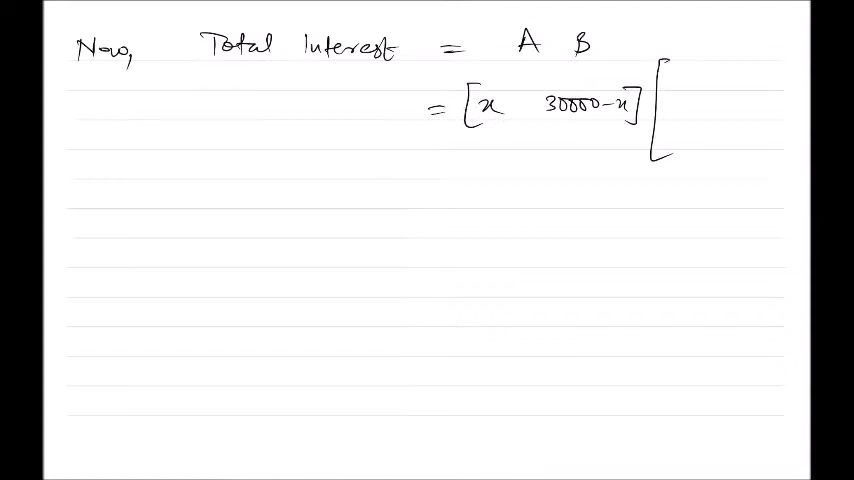 Now, Total Interest = A B
= [x 30000-x] [